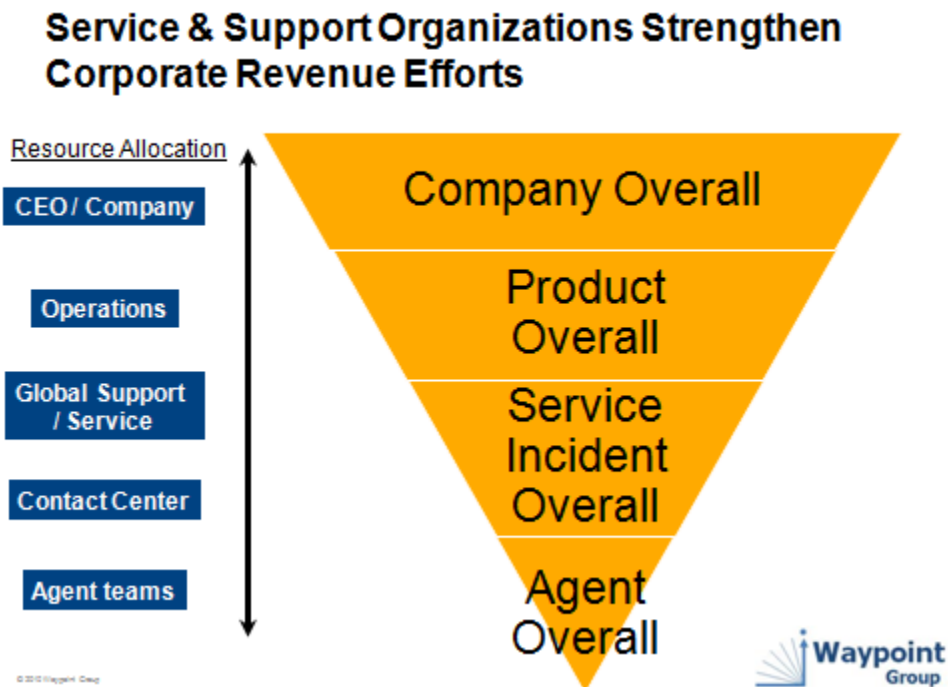 Service & Support Organizations Strengthen
Corporate Revenue Efforts
Resource Allocation
CEO / Company
Operations
Global Support
/ Service
Contact Center
Agent teams
Company Overall
Product
Overall
Service
Incident
Overall
Agent
Overall
Waypoint
Group